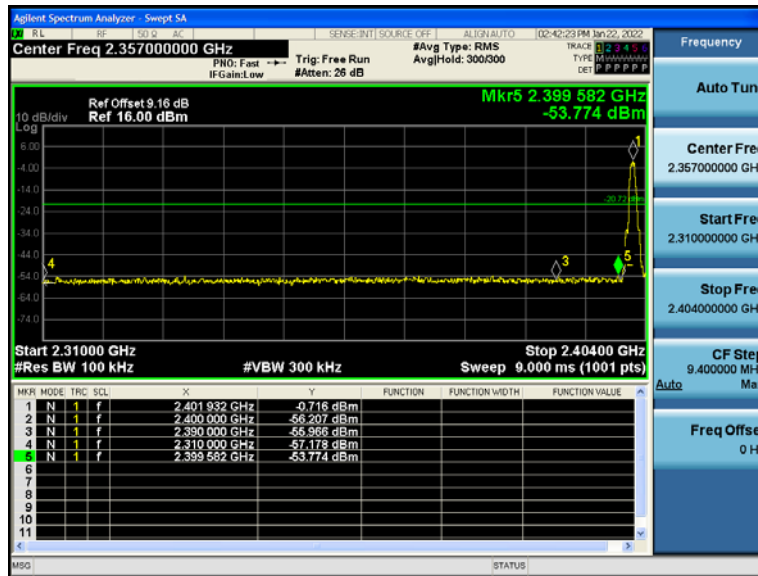 Agilent Spectrum Analyzer - Swept SA
RL RF 50 Ω AC SENSE:INT SOURCE OFF ALIGN AUTO 02:42:23 PM Jan 22, 2022
Center Freq 2.357000000 GHz
#Avg Type: RMS
TRACE 1 2 3 4 5 6
PNO: Fast Trig: Free Run Avg|Hold: 300/300
TYPE M
IFGain:Low #Atten: 26 dB
DET P P P P P P
Ref Offset 9.16 dB
Mkr5 2.399 582 GHz
10 dB/div Ref 16.00 dBm
-53.774 dBm
Log
1
6.00
-4.00
-14.0
-20.72 dBm
-24.0
-34.0
-44.0
4 3 5
-54.0
-64.0
-74.0
Start 2.31000 GHz Stop 2.40400 GHz
#Res BW 100 kHz #VBW 300 kHz Sweep 9.000 ms (1001 pts)
MKR MODE TRC SCL X Y FUNCTION FUNCTION WIDTH FUNCTION VALUE
1 N 1 f 2.401 932 GHz -0.716 dBm
2 N 1 f 2.400 000 GHz -56.207 dBm
3 N 1 f 2.390 000 GHz -55.966 dBm
4 N 1 f 2.310 000 GHz -57.178 dBm
5 N 1 f 2.399 582 GHz -53.774 dBm
6
7
8
9
10
11
MSG STATUS
Frequency
Auto Tun
Center Fre
2.357000000 GH
Start Fre
2.310000000 GH
Stop Fre
2.404000000 GH
CF Step
9.400000 MH
Auto Ma
Freq Offse
0 H